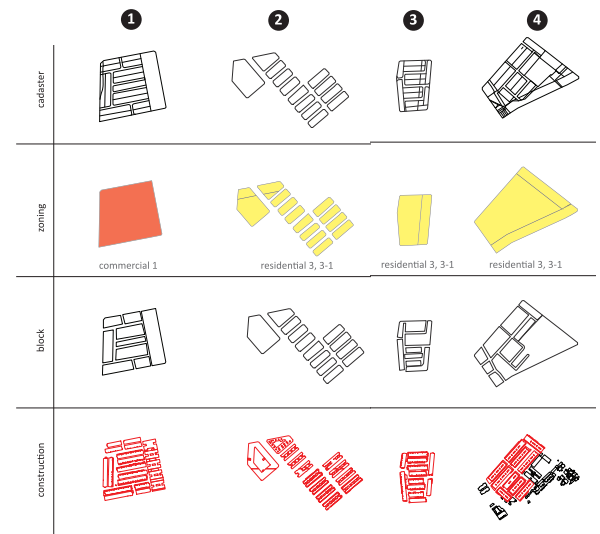 1 2 3 4
cadaster
zoning
commercial 1 residential 3, 3-1 residential 3, 3-1 residential 3, 3-1
block
construction